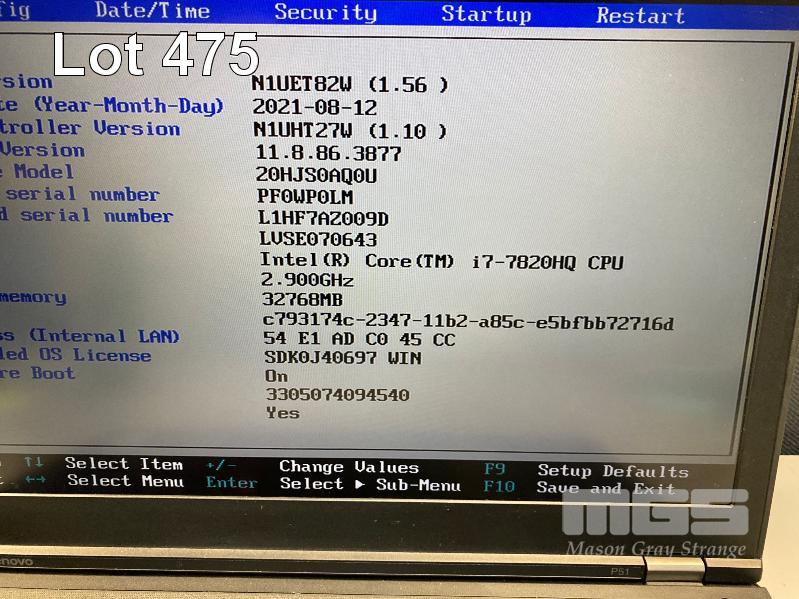 fig Date/Time Security Startup Restart
Lot 475
rsion N1UET82W (1.56 )
te (Year-Month-Day) 2021-08-12
troller Version N1UHT27W (1.10 )
Version 11.8.86.3877
e Model 20HJS0AQ0U
serial number PF0WP0LM
d serial number L1HF7AZ009D
LVSE070643
Intel(R) Core(TM) i7-7820HQ CPU
2.900GHz
memory 32768MB
c793174c-2347-11b2-a85c-e5bfbb72716d
ss (Internal LAN) 54 E1 AD C0 45 CC
led OS License SDK0J40697 WIN
re Boot On
3305074094540
Yes
↑↓ Select Item +/- Change Values F9 Setup Defaults
←→ Select Menu Enter Select ▶ Sub-Menu F10 Save and Exit
MGS
Mason Gray Strange
enovo
P51